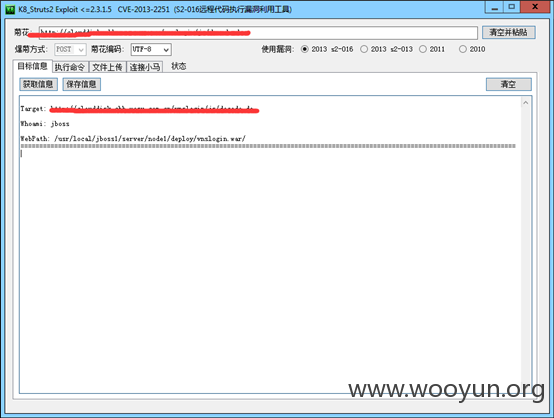 K8_Struts2 Exploit <=2.3.1.5 CVE-2013-2251 (S2-016远程代码执行漏洞利用工具)
菊花: 清空并粘贴
爆菊方式: POST 菊花编码: UTF-8 使用漏洞: 2013 s2-016 2013 s2-013 2011 2010
目标信息 执行命令 文件上传 连接小马 状态
获取信息 保存信息 清空
Target:
Whoami: jboss
WebPath: /usr/local/jboss1/server/node1/deploy/wnxlogin.war/
www.wooyun.org